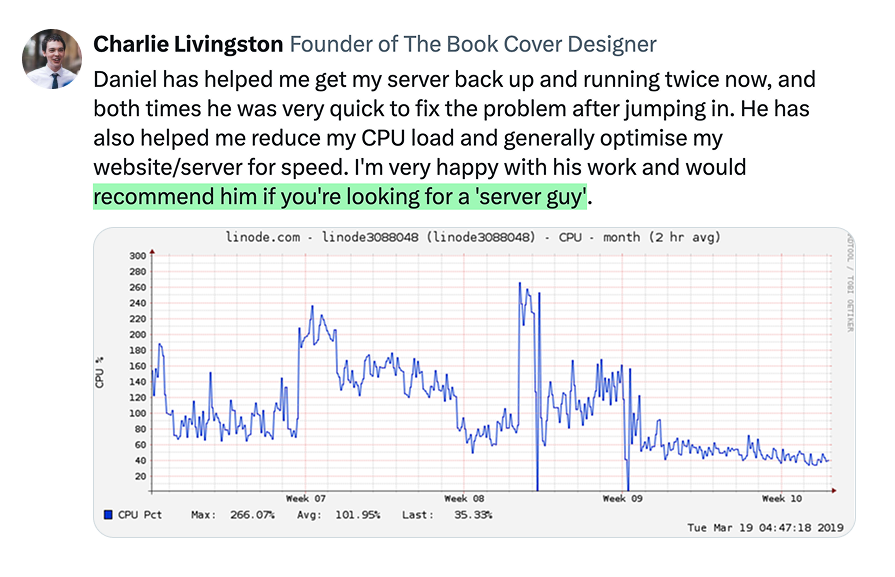 Charlie Livingston Founder of The Book Cover Designer
Daniel has helped me get my server back up and running twice now, and
both times he was very quick to fix the problem after jumping in. He has
also helped me reduce my CPU load and generally optimise my
website/server for speed. I'm very happy with his work and would
recommend him if you're looking for a 'server guy'.
linode.com - linode3088048 (linode3088048) - CPU - month (2 hr avg)
RRDTOOL / TOBI OETIKER
CPU %
300
280
260
240
220
200
180
160
140
120
100
80
60
40
20
Week 07 Week 08 Week 09 Week 10
CPU Pct Max: 266.07% Avg: 101.95% Last: 35.33%
Tue Mar 19 04:47:18 2019